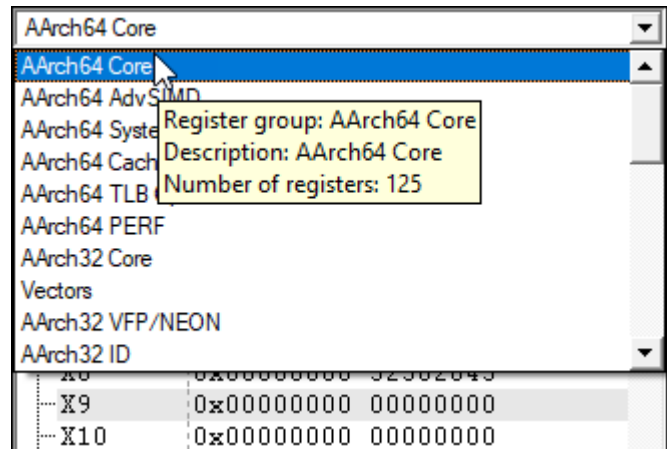 AArch64 Core
AArch64 Core
AArch64 AdvSIMD
AArch64 Syste
AArch64 Cach
AArch64 TLB
Register group: AArch64 Core
Description: AArch64 Core
Number of registers: 125
AArch64 PERF
AArch32 Core
Vectors
AArch32 VFP/NEON
AArch32 ID
X9 0x00000000 00000000
X10 0x00000000 00000000